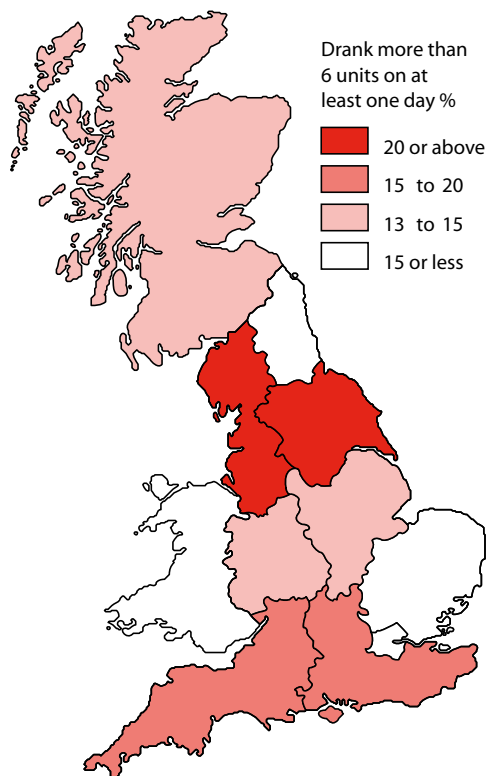 Drank more than
6 units on at
least one day %
20 or above
15 to 20
13 to 15
15 or less